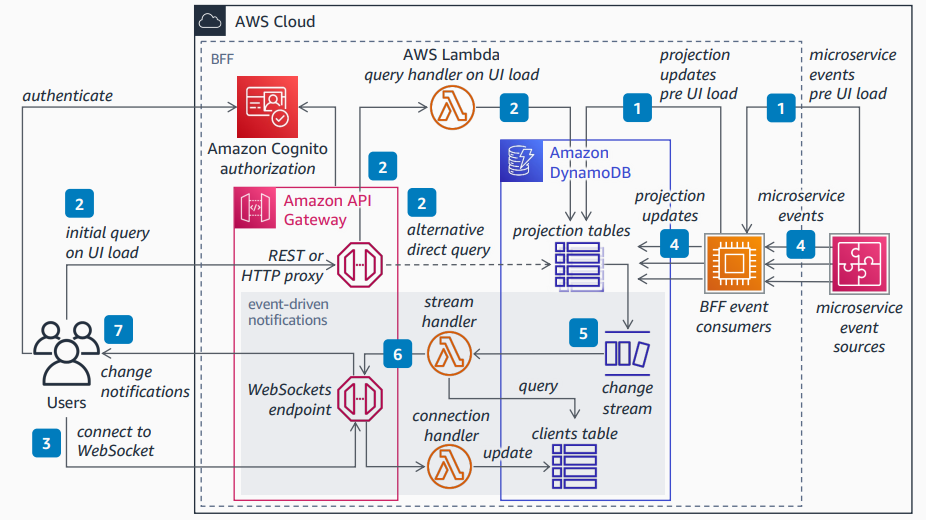 AWS Cloud
BFF
authenticate
Amazon Cognito
authorization
AWS Lambda
query handler on UI load
2
projection
updates
pre UI load
1
microservice
events
pre UI load
1
2
Amazon API
Gateway
2
alternative
direct query
Amazon
DynamoDB
projection tables
projection
updates
4
microservice
events
4
2
initial query
on UI load
REST or
HTTP proxy
BFF event
consumers
microservice
event
sources
event-driven
notifications
stream
handler
5
6
7
Users
change
notifications
WebSockets
endpoint
query
change
stream
3
connect to
WebSocket
connection
handler
update
clients table